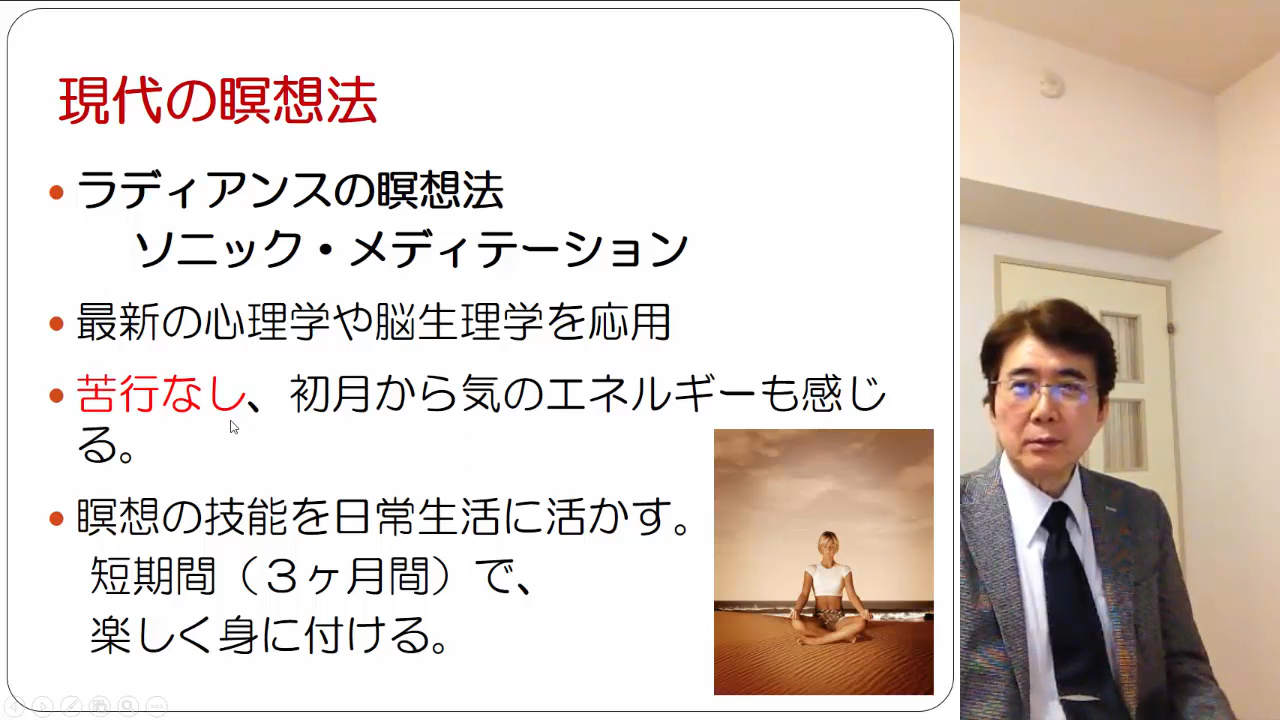 現代の瞑想法
• ラディアンスの瞑想法
ソニック・メディテーション
• 最新の心理学や脳生理学を応用
• 苦行なし、初月から気のエネルギーも感じ
る。
• 瞑想の技能を日常生活に活かす。
短期間（３ヶ月間）で、
楽しく身に付ける。